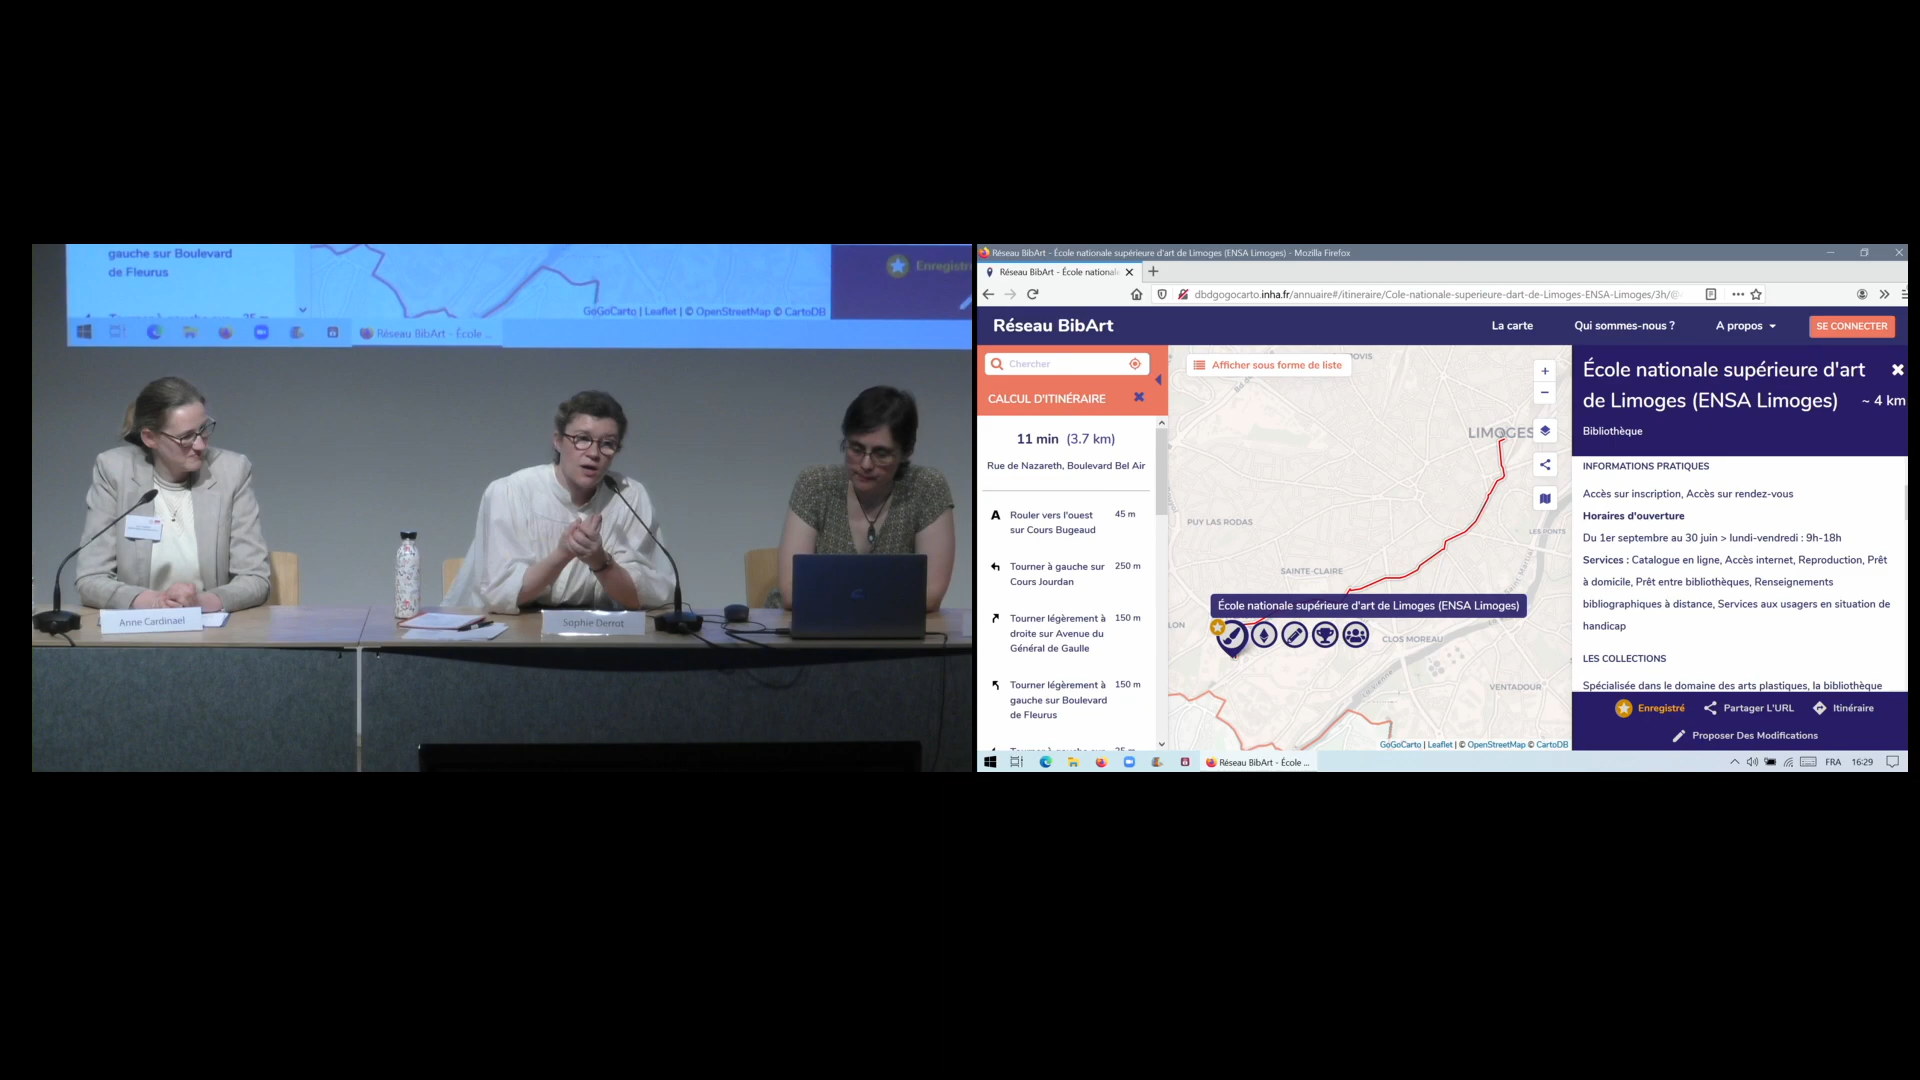 gauche sur Boulevard
de Fleurus
25 m
Enregistré
GoGoCarto | Leaflet | © OpenStreetMap © CartoDB
Réseau BibArt - École ...
Anne Cardinael
Sophie Derrot
Réseau BibArt - École nationale supérieure d'art de Limoges (ENSA Limoges) - Mozilla Firefox
Réseau BibArt - École national
dbdgogocarto.inha.fr/annuaire#/itineraire/Cole-nationale-superieure-dart-de-Limoges-ENSA-Limoges/3h/@
Réseau BibArt
La carte
Qui sommes-nous ?
A propos
SE CONNECTER
Chercher
CALCUL D'ITINÉRAIRE
11 min (3.7 km)
Rue de Nazareth, Boulevard Bel Air
A Rouler vers l'ouest 45 m
sur Cours Bugeaud
Tourner à gauche sur 250 m
Cours Jourdan
Tourner légèrement à 150 m
droite sur Avenue du
Général de Gaulle
Tourner légèrement à 150 m
gauche sur Boulevard
de Fleurus
Tourner à gauche sur 25 m
Afficher sous forme de liste
LIMOGES
PUY LAS RODAS
LES PONTS
SAINTE-CLAIRE
École nationale supérieure d'art de Limoges (ENSA Limoges)
CLOS MOREAU
VENTADOUR
GoGoCarto | Leaflet | © OpenStreetMap © CartoDB
École nationale supérieure d'art
de Limoges (ENSA Limoges) ~ 4 km
Bibliothèque
INFORMATIONS PRATIQUES
Accès sur inscription, Accès sur rendez-vous
Horaires d'ouverture
Du 1er septembre au 30 juin > lundi-vendredi : 9h-18h
Services : Catalogue en ligne, Accès internet, Reproduction, Prêt
à domicile, Prêt entre bibliothèques, Renseignements
bibliographiques à distance, Services aux usagers en situation de
handicap
LES COLLECTIONS
Spécialisée dans le domaine des arts plastiques, la bibliothèque
Enregistré
Partager L'URL
Itinéraire
Proposer Des Modifications
Réseau BibArt - École ...
FRA
16:29